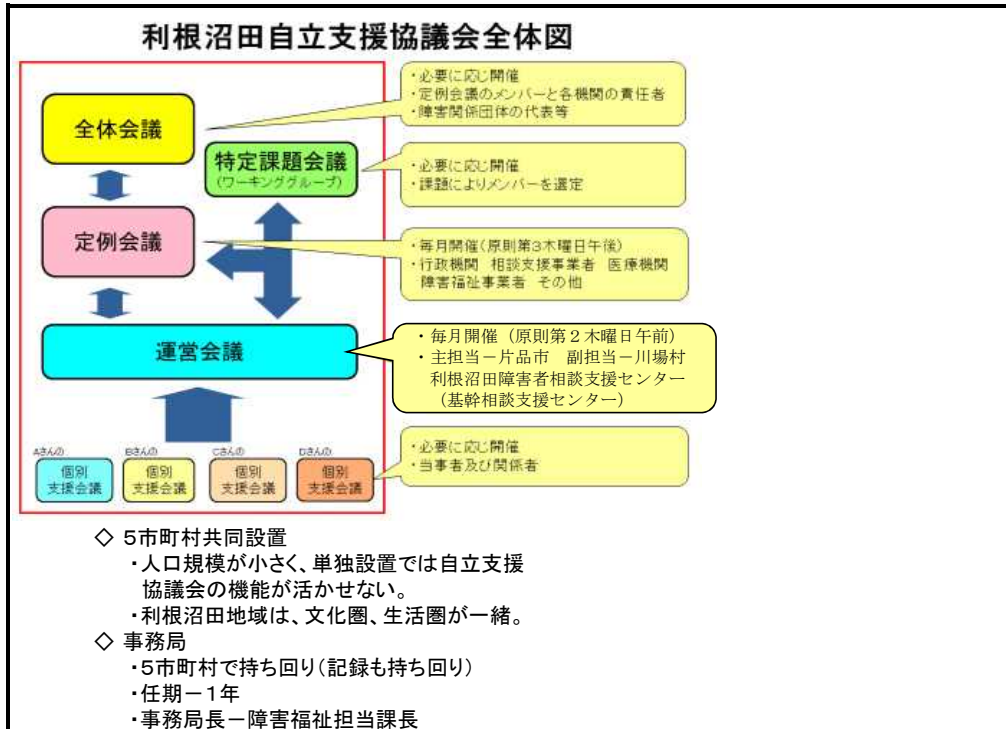 利根沼田自立支援協議会全体図
全体会議
・必要に応じ開催
・定例会議のメンバーと各機関の責任者
・障害関係団体の代表等
特定課題会議
(ワーキンググループ)
・必要に応じ開催
・課題によりメンバーを選定
定例会議
・毎月開催(原則第3木曜日午後)
・行政機関 相談支援事業者 医療機関
障害福祉事業者 その他
運営会議
・毎月開催（原則第２木曜日午前）
・主担当－片品市 副担当－川場村
利根沼田障害者相談支援センター
（基幹相談支援センター）
Aさんの
個別
支援会議
Bさんの
個別
支援会議
Cさんの
個別
支援会議
Dさんの
個別
支援会議
・必要に応じ開催
・当事者及び関係者
◇ ５市町村共同設置
・人口規模が小さく、単独設置では自立支援
協議会の機能が活かせない。
・利根沼田地域は、文化圏、生活圏が一緒。
◇ 事務局
・５市町村で持ち回り（記録も持ち回り）
・任期－１年
・事務局長－障害福祉担当課長